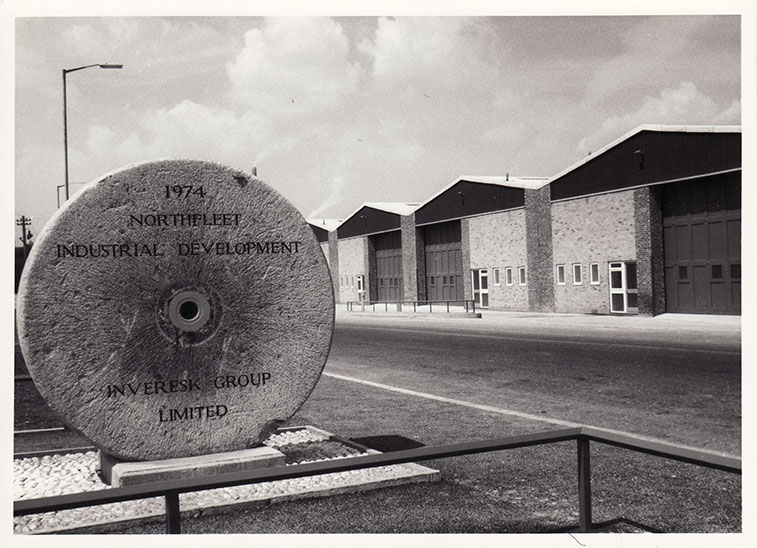 1974
NORTHFLEET
INDUSTRIAL DEVELOPMENT
INVERESK GROUP
LIMITED